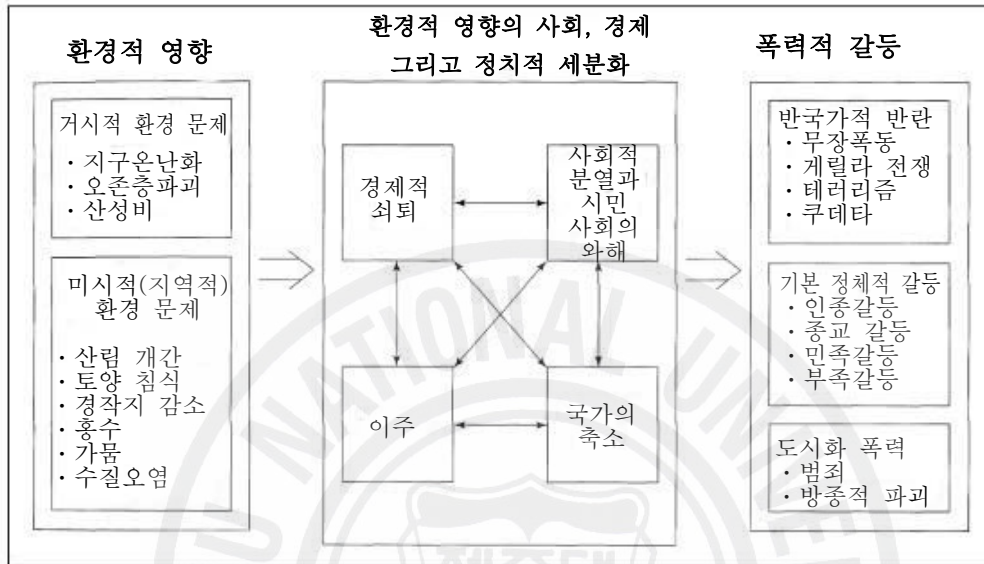 환경적 영향
거시적 환경 문제
· 지구온난화
· 오존층파괴
· 산성비
미시적(지역적)
환경 문제
· 산림 개간
· 토양 침식
· 경작지 감소
· 홍수
· 가뭄
· 수질오염
환경적 영향의 사회, 경제
그리고 정치적 세분화
경제적
쇠퇴
사회적
분열과
시민
사회의
와해
이주
국가의
축소
폭력적 갈등
반국가적 반란
· 무장폭동
· 게릴라 전쟁
· 테러리즘
· 쿠데타
기본 정체적 갈등
· 인종갈등
· 종교 갈등
· 민족갈등
· 부족갈등
도시화 폭력
· 범죄
· 방종적 파괴
NATIONAL UNIVE